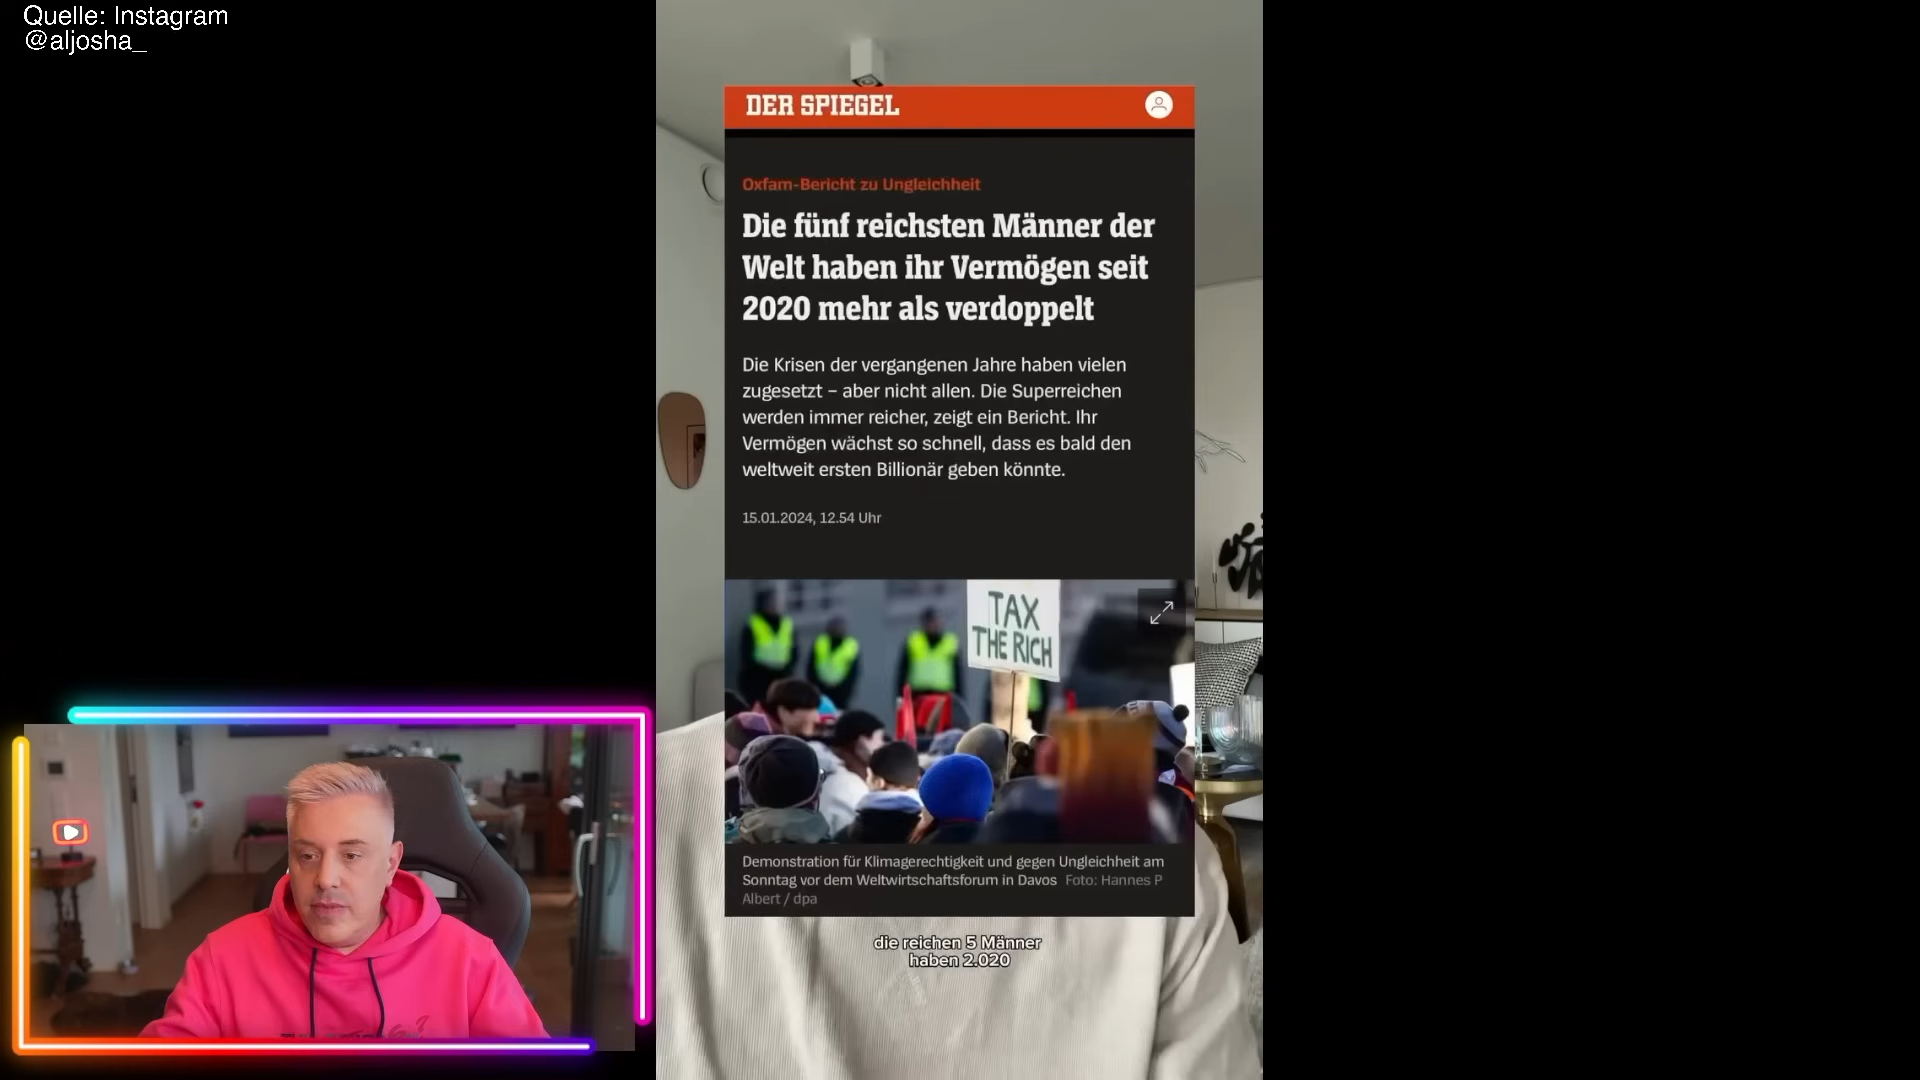 Quelle: Instagram
@aljosha_
DER SPIEGEL
Oxfam-Bericht zu Ungleichheit
Die fünf reichsten Männer der
Welt haben ihr Vermögen seit
2020 mehr als verdoppelt
Die Krisen der vergangenen Jahre haben vielen
zugesetzt – aber nicht allen. Die Superreichen
werden immer reicher, zeigt ein Bericht. Ihr
Vermögen wächst so schnell, dass es bald den
weltweit ersten Billionär geben könnte.
15.01.2024, 12.54 Uhr
TAX
THE RICH
Demonstration für Klimagerechtigkeit und gegen Ungleichheit am
Sonntag vor dem Weltwirtschaftsforum in Davos Foto: Hannes P
Albert / dpa
die reichen 5 Männer
haben 2.020